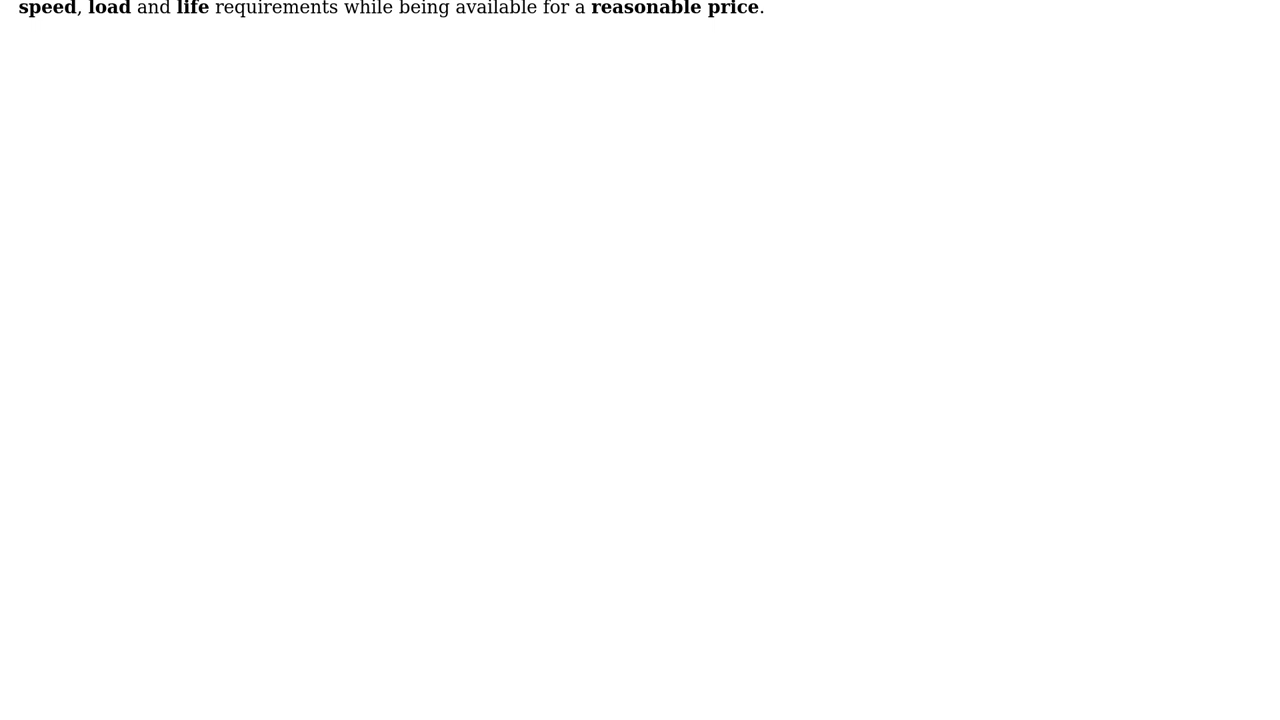 speed, load and life requirements while being available for a reasonable price.